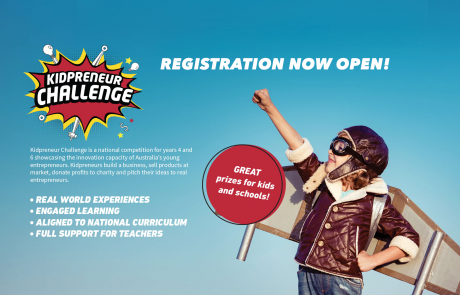 REGISTRATION NOW OPEN!
KIDPRENEUR
CHALLENGE
Kidpreneur Challenge is a national competition for years 4 and
6 showcasing the innovation capacity of Australia's young
entrepreneurs. Kidpreneurs build a business, sell products at
market, donate profits to charity and pitch their ideas to real
entrepreneurs.
• REAL WORLD EXPERIENCES
• ENGAGED LEARNING
• ALIGNED TO NATIONAL CURRICULUM
• FULL SUPPORT FOR TEACHERS
GREAT
prizes for kids
and schools!